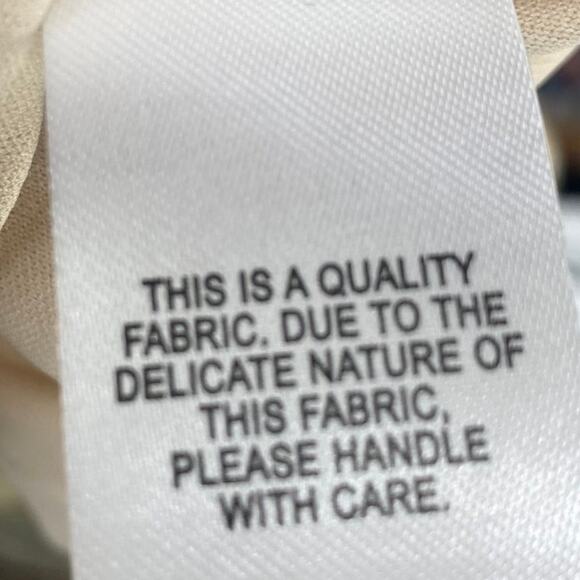 THIS IS A QUALITY
FABRIC. DUE TO THE
DELICATE NATURE OF
THIS FABRIC,
PLEASE HANDLE
WITH CARE.